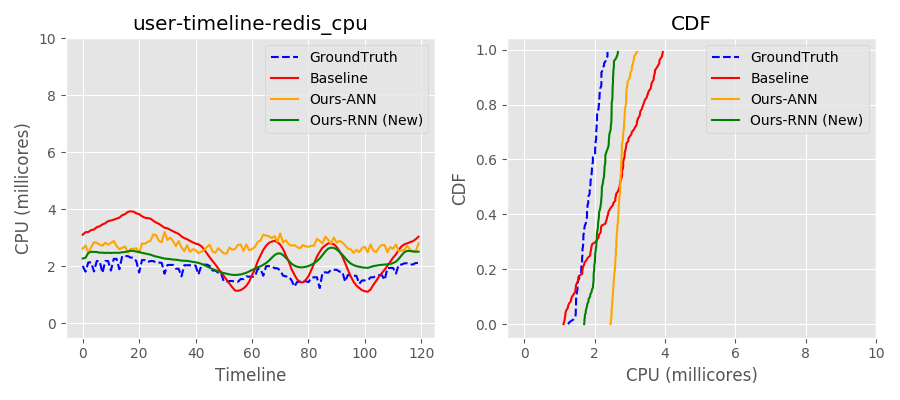 user-timeline-redis_cpu
CPU (millicores)
10
8
6
4
2
0
GroundTruth
Baseline
Ours-ANN
Ours-RNN (New)
0 20 40 60 80 100 120
Timeline
CDF
CDF
1.0
0.8
0.6
0.4
0.2
0.0
GroundTruth
Baseline
Ours-ANN
Ours-RNN (New)
0 2 4 6 8 10
CPU (millicores)